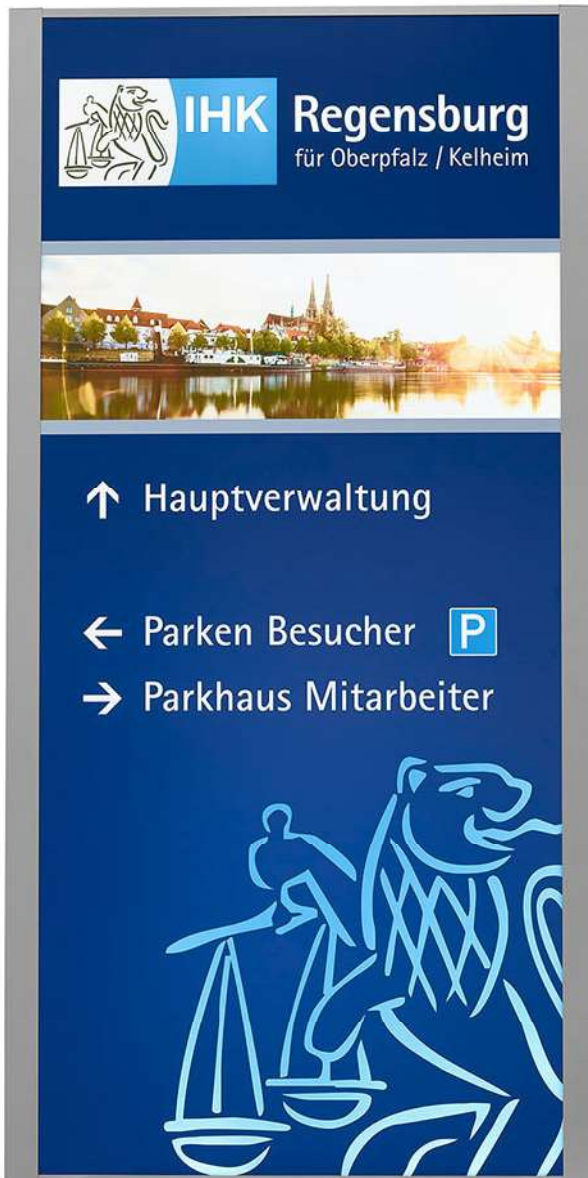 IHK Regensburg
für Oberpfalz / Kelheim
↑ Hauptverwaltung
← Parken Besucher P
→ Parkhaus Mitarbeiter